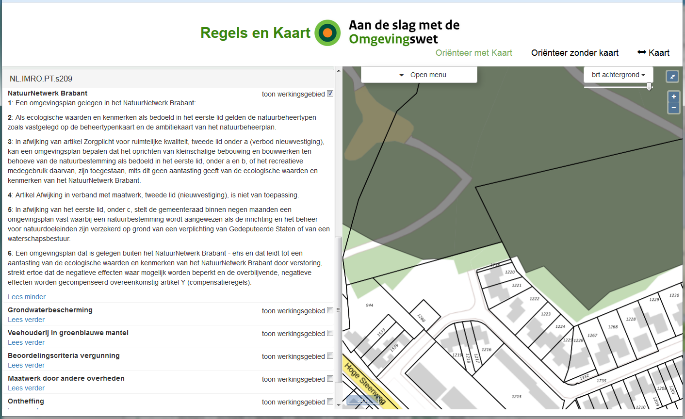 Regels en Kaart
Aan de slag met de
Omgevingswet
Oriënteer met Kaart
Oriënteer zonder kaart
Kaart
NL.IMRO.PT.s209
NatuurNetwerk Brabant
toon werkingsgebied
1: Een omgevingsplan gelegen in het NatuurNetwerk Brabant:
2. Als ecologische waarden en kenmerken als bedoeld in het eerste lid gelden de natuurbeheertypen
zoals vastgelegd op de beheertypenkaart en de ambitiekaart van het natuurbeheerplan.
3: In afwijking van artikel Zorgplicht voor ruimtelijke kwaliteit, tweede lid onder a (verbod nieuwvestiging),
kan een omgevingsplan bepalen dat het oprichten van kleinschalige bebouwing en bouwwerken ten
behoeve van de natuurbestemming als bedoeld in het eerste lid, onder a en b, of het recreatieve
medegebruik daarvan, zijn toegestaan, mits dit geen aantasting geeft van de ecologische waarden en
kenmerken van het NatuurNetwerk Brabant.
4: Artikel Afwijking in verband met maatwerk, tweede lid (nieuwvestiging), is niet van toepassing.
5: In afwijking van het eerste lid, onder c, stelt de gemeenteraad binnen negen maanden een
omgevingsplan vast waarbij een natuurbestemming wordt aangewezen als de inrichting en het beheer
voor natuurdoeleinden zijn verzekerd op grond van een verplichting van Gedeputeerde Staten of van een
waterschapsbestuur.
6. Een omgevingsplan dat is gelegen buiten het NatuurNetwerk Brabant - ehs en dat leidt tot een
aantasting van de ecologische waarden en kenmerken van het NatuurNetwerk Brabant door verstoring,
strekt ertoe dat de negatieve effecten waar mogelijk worden beperkt en de overblijvende, negatieve
effecten worden gecompenseerd overeenkomstig artikel Y (compensatieregels).
Lees minder
Grondwaterbescherming
toon werkingsgebied
Lees verder
Veehouderij in groenblauwe mantel
toon werkingsgebied
Lees verder
Beoordelingscriteria vergunning
toon werkingsgebied
Lees verder
Maatwerk door andere overheden
toon werkingsgebied
Lees verder
Ontheffing
toon werkingsgebied
Open menu
brt achtergrond
+
-
1220
1221
1222
1223
1224
944
Hoge Steenweg